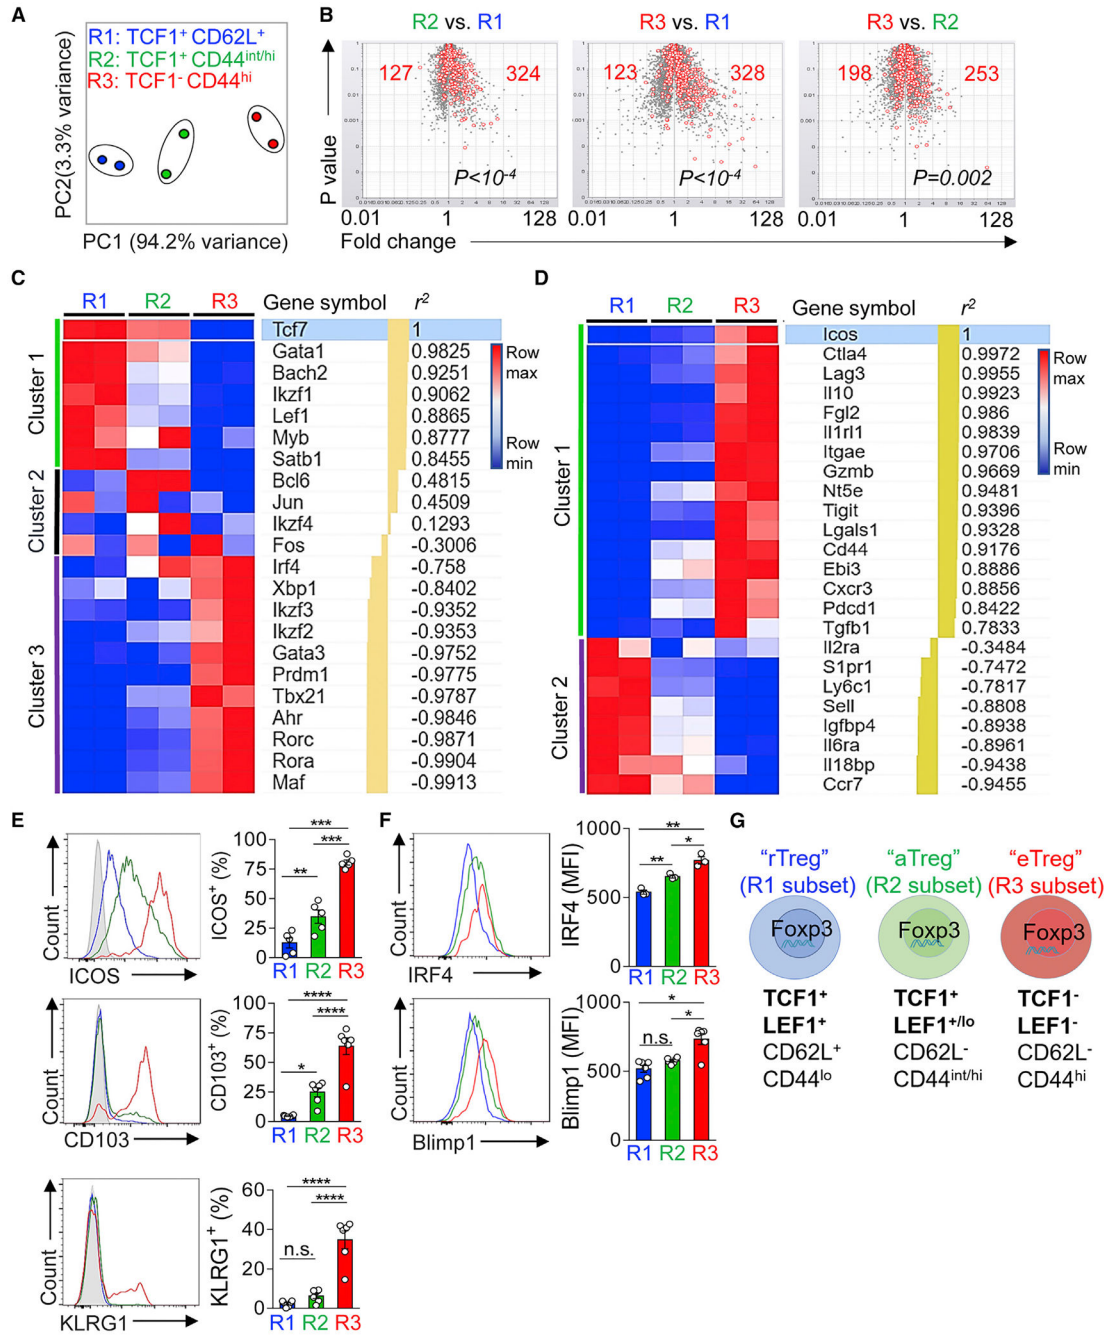 A
R1: TCF1+ CD62L+
R2: TCF1+ CD44int/hi
R3: TCF1- CD44hi
PC2(3.3% variance)
PC1 (94.2% variance)
B
R2 vs. R1
R3 vs. R1
R3 vs. R2
127 324
123 328
198 253
P<10-4
P<10-4
P=0.002
P value
0.01 1 128
0.01 1 128
0.01 1 128
Fold change
C
R1 R2 R3 Gene symbol r2
Cluster 1
Cluster 2
Cluster 3
Tcf7 1
Gata1 0.9825
Bach2 0.9251
Ikzf1 0.9062
Lef1 0.8865
Myb 0.8777
Satb1 0.8455
Bcl6 0.4815
Jun 0.4509
Ikzf4 0.1293
Fos -0.3006
Irf4 -0.758
Xbp1 -0.8402
Ikzf3 -0.9352
Ikzf2 -0.9353
Gata3 -0.9752
Prdm1 -0.9775
Tbx21 -0.9787
Ahr -0.9846
Rorc -0.9871
Rora -0.9904
Maf -0.9913
Row max
Row min
D
R1 R2 R3 Gene symbol r2
Cluster 1
Cluster 2
Icos 1
Ctla4 0.9972
Lag3 0.9955
Il10 0.9923
Fgl2 0.986
Il1rl1 0.9839
Itgae 0.9706
Gzmb 0.9669
Nt5e 0.9481
Tigit 0.9396
Lgals1 0.9328
Cd44 0.9176
Ebi3 0.8886
Cxcr3 0.8856
Pdcd1 0.8422
Tgfb1 0.7833
Il2ra -0.3484
S1pr1 -0.7472
Ly6c1 -0.7817
Sell -0.8808
Igfbp4 -0.8938
Il6ra -0.8961
Il18bp -0.9438
Ccr7 -0.9455
Row max
Row min
E
Count
ICOS
ICOS+ (%)
100
75
50
25
0
***
***
**
R1 R2 R3
Count
CD103
CD103+ (%)
100
75
50
25
0
****
****
*
R1 R2 R3
Count
KLRG1
KLRG1+ (%)
60
40
20
0
****
****
n.s.
R1 R2 R3
F
Count
IRF4
IRF4 (MFI)
1000
500
0
**
*
**
R1 R2 R3
Count
Blimp1
Blimp1 (MFI)
1000
500
0
*
*
n.s.
R1 R2 R3
G
“rTreg” “aTreg” “eTreg”
(R1 subset) (R2 subset) (R3 subset)
Foxp3 Foxp3 Foxp3
TCF1+ TCF1+ TCF1-
LEF1+ LEF1+/lo LEF1-
CD62L+ CD62L- CD62L-
CD44lo CD44int/hi CD44hi